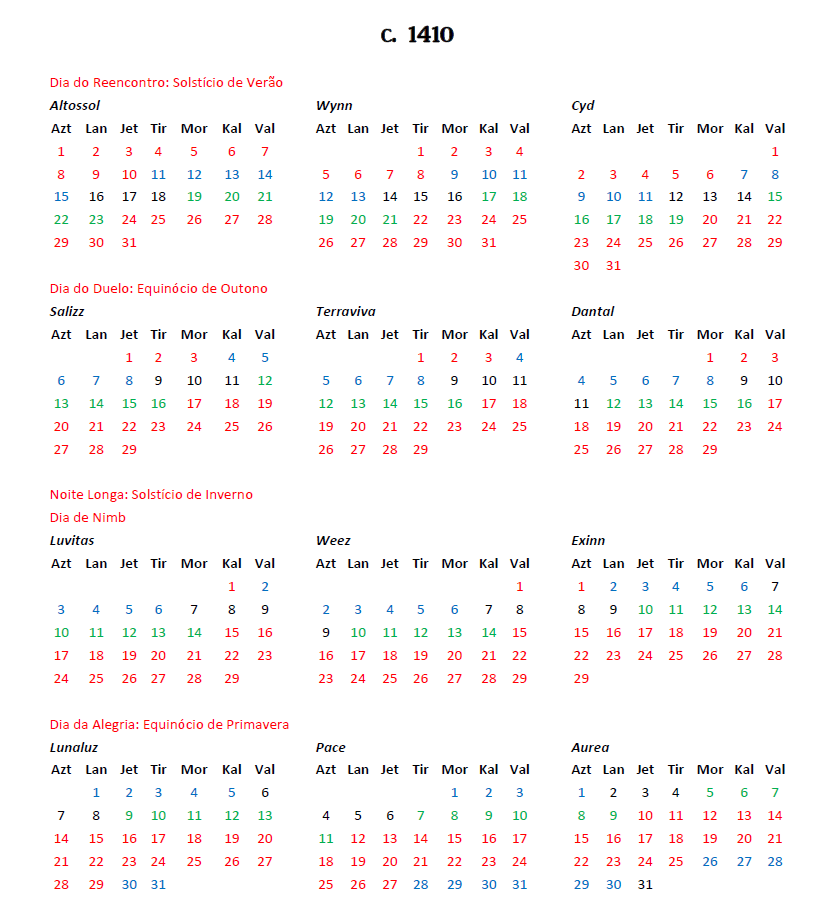 C. 1410
Dia do Reencontro: Solstício de Verão
Altossol
Azt Lan Jet Tir Mor Kal Val
1 2 3 4 5 6 7
8 9 10 11 12 13 14
15 16 17 18 19 20 21
22 23 24 25 26 27 28
29 30 31
Wynn
Azt Lan Jet Tir Mor Kal Val
1 2 3 4
5 6 7 8 9 10 11
12 13 14 15 16 17 18
19 20 21 22 23 24 25
26 27 28 29 30 31
Cyd
Azt Lan Jet Tir Mor Kal Val
1
2 3 4 5 6 7 8
9 10 11 12 13 14 15
16 17 18 19 20 21 22
23 24 25 26 27 28 29
30 31
Dia do Duelo: Equinócio de Outono
Salizz
Azt Lan Jet Tir Mor Kal Val
1 2 3 4 5
6 7 8 9 10 11 12
13 14 15 16 17 18 19
20 21 22 23 24 25 26
27 28 29
Terraviva
Azt Lan Jet Tir Mor Kal Val
1 2 3 4
5 6 7 8 9 10 11
12 13 14 15 16 17 18
19 20 21 22 23 24 25
26 27 28 29
Dantal
Azt Lan Jet Tir Mor Kal Val
1 2 3
4 5 6 7 8 9 10
11 12 13 14 15 16 17
18 19 20 21 22 23 24
25 26 27 28 29
Noite Longa: Solstício de Inverno
Dia de Nimb
Luvitas
Azt Lan Jet Tir Mor Kal Val
1 2
3 4 5 6 7 8 9
10 11 12 13 14 15 16
17 18 19 20 21 22 23
24 25 26 27 28 29
Weez
Azt Lan Jet Tir Mor Kal Val
1
2 3 4 5 6 7 8
9 10 11 12 13 14 15
16 17 18 19 20 21 22
23 24 25 26 27 28 29
Exinn
Azt Lan Jet Tir Mor Kal Val
1 2 3 4 5 6 7
8 9 10 11 12 13 14
15 16 17 18 19 20 21
22 23 24 25 26 27 28
29
Dia da Alegria: Equinócio de Primavera
Lunaluz
Azt Lan Jet Tir Mor Kal Val
1 2 3 4 5 6
7 8 9 10 11 12 13
14 15 16 17 18 19 20
21 22 23 24 25 26 27
28 29 30 31
Pace
Azt Lan Jet Tir Mor Kal Val
1 2 3
4 5 6 7 8 9 10
11 12 13 14 15 16 17
18 19 20 21 22 23 24
25 26 27 28 29 30 31
Aurea
Azt Lan Jet Tir Mor Kal Val
1 2 3 4 5 6 7
8 9 10 11 12 13 14
15 16 17 18 19 20 21
22 23 24 25 26 27 28
29 30 31